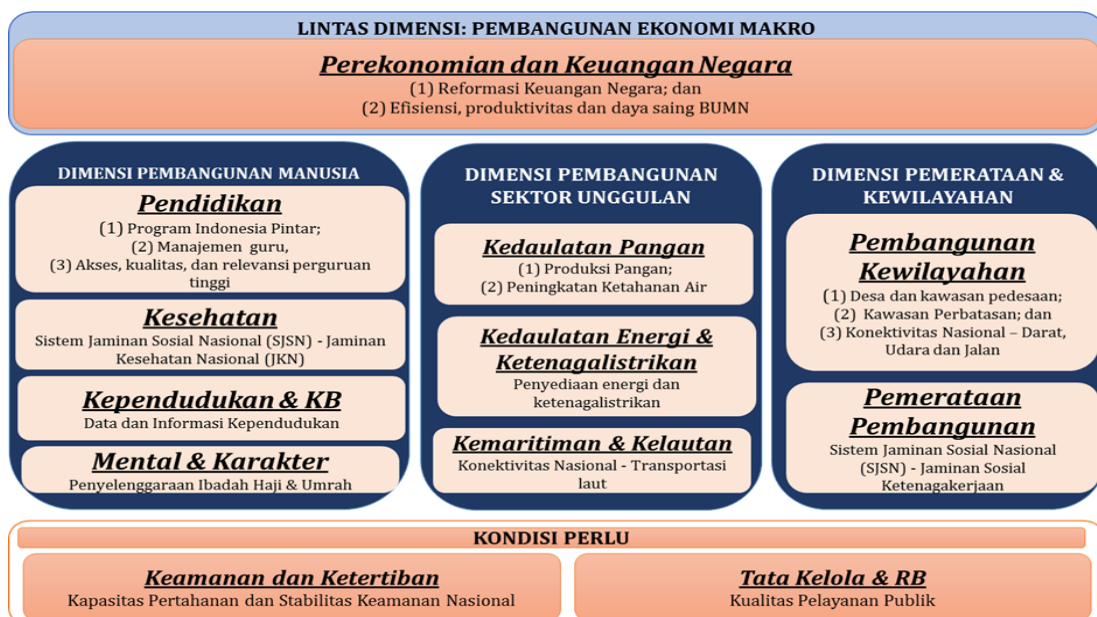 LINTAS DIMENSI: PEMBANGUNAN EKONOMI MAKRO
Perekonomian dan Keuangan Negara
(1) Reformasi Keuangan Negara; dan
(2) Efisiensi, produktivitas dan daya saing BUMN
DIMENSI PEMBANGUNAN MANUSIA
Pendidikan
(1) Program Indonesia Pintar;
(2) Manajemen guru,
(3) Akses, kualitas, dan relevansi perguruan
tinggi
Kesehatan
Sistem Jaminan Sosial Nasional (SJSN) - Jaminan
Kesehatan Nasional (JKN)
Kependudukan & KB
Data dan Informasi Kependudukan
Mental & Karakter
Penyelenggaraan Ibadah Haji & Umrah
DIMENSI PEMBANGUNAN
SEKTOR UNGGULAN
Kedaulatan Pangan
(1) Produksi Pangan;
(2) Peningkatan Ketahanan Air
Kedaulatan Energi &
Ketenagalistrikan
Penyediaan energi dan
ketenagalistrikan
Kemaritiman & Kelautan
Konektivitas Nasional - Transportasi
laut
DIMENSI PEMERATAAN &
KEWILAYAHAN
Pembangunan
Kewilayahan
(1) Desa dan kawasan pedesaan;
(2) Kawasan Perbatasan; dan
(3) Konektivitas Nasional – Darat,
Udara dan Jalan
Pemerataan
Pembangunan
Sistem Jaminan Sosial Nasional
(SJSN) - Jaminan Sosial
Ketenagakerjaan
KONDISI PERLU
Keamanan dan Ketertiban
Kapasitas Pertahanan dan Stabilitas Keamanan Nasional
Tata Kelola & RB
Kualitas Pelayanan Publik